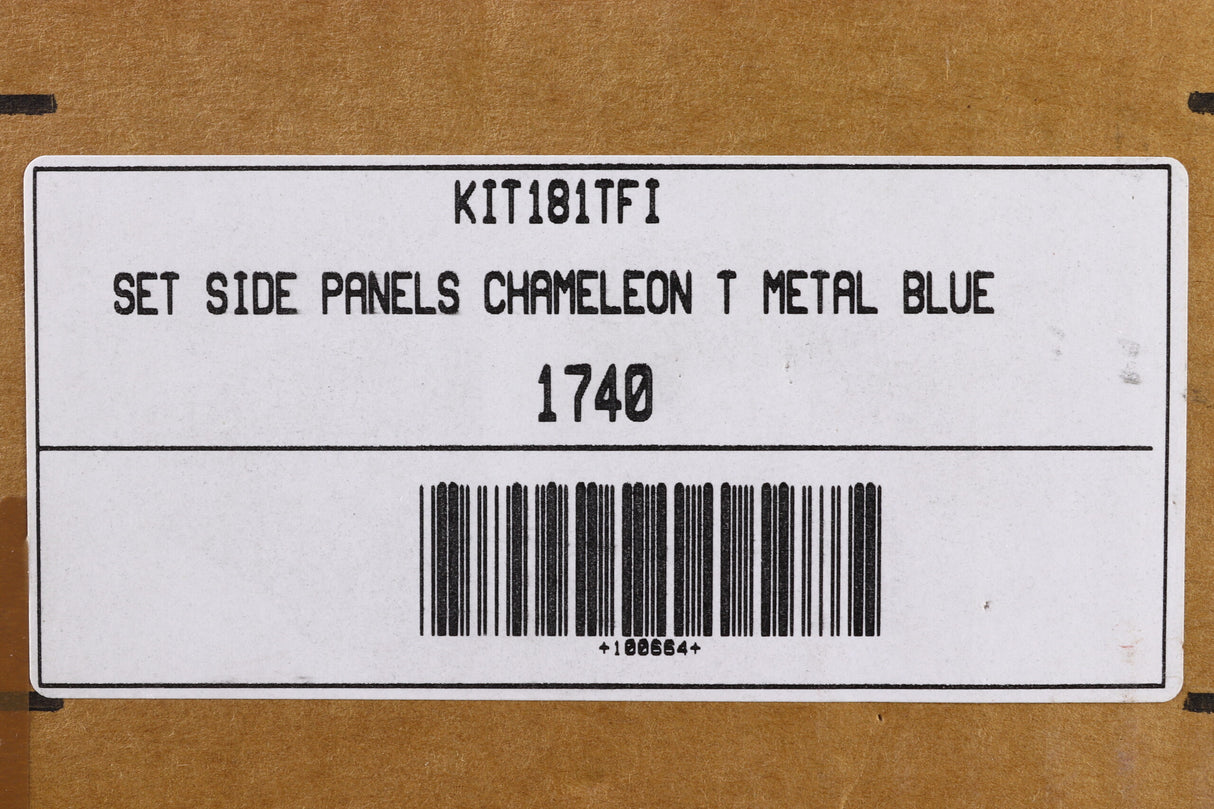 KIT181TFI
SET SIDE PANELS CHAMELEON T METAL BLUE
1740
+100664+